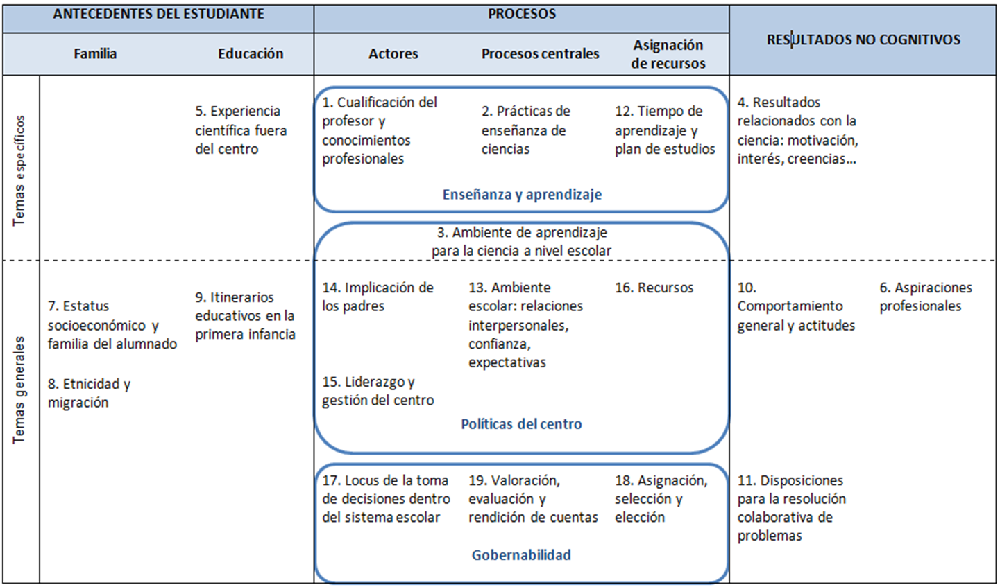 ANTECEDENTES DEL ESTUDIANTE
PROCESOS
RESULTADOS NO COGNITIVOS
Familia
Educación
Actores
Procesos centrales
Asignación
de recursos
Temas específicos
5. Experiencia
científica fuera
del centro
1. Cualificación del
profesor y
conocimientos
profesionales
2. Prácticas de
enseñanza de
ciencias
12. Tiempo de
aprendizaje y
plan de estudios
Enseñanza y aprendizaje
4. Resultados
relacionados con la
ciencia: motivación,
interés, creencias...
3. Ambiente de aprendizaje
para la ciencia a nivel escolar
Temas generales
7. Estatus
socioeconómico y
familia del alumnado
8. Etnicidad y
migración
9. Itinerarios
educativos en la
primera infancia
14. Implicación de
los padres
15. Liderazgo y
gestión del centro
13. Ambiente
escolar: relaciones
interpersonales,
confianza,
expectativas
16. Recursos
Políticas del centro
10.
Comportamiento
general y actitudes
6. Aspiraciones
profesionales
17. Locus de la toma
de decisiones dentro
del sistema escolar
19. Valoración,
evaluación y
rendición de cuentas
18. Asignación,
selección y
elección
Gobernabilidad
11. Disposiciones
para la resolución
colaborativa de
problemas